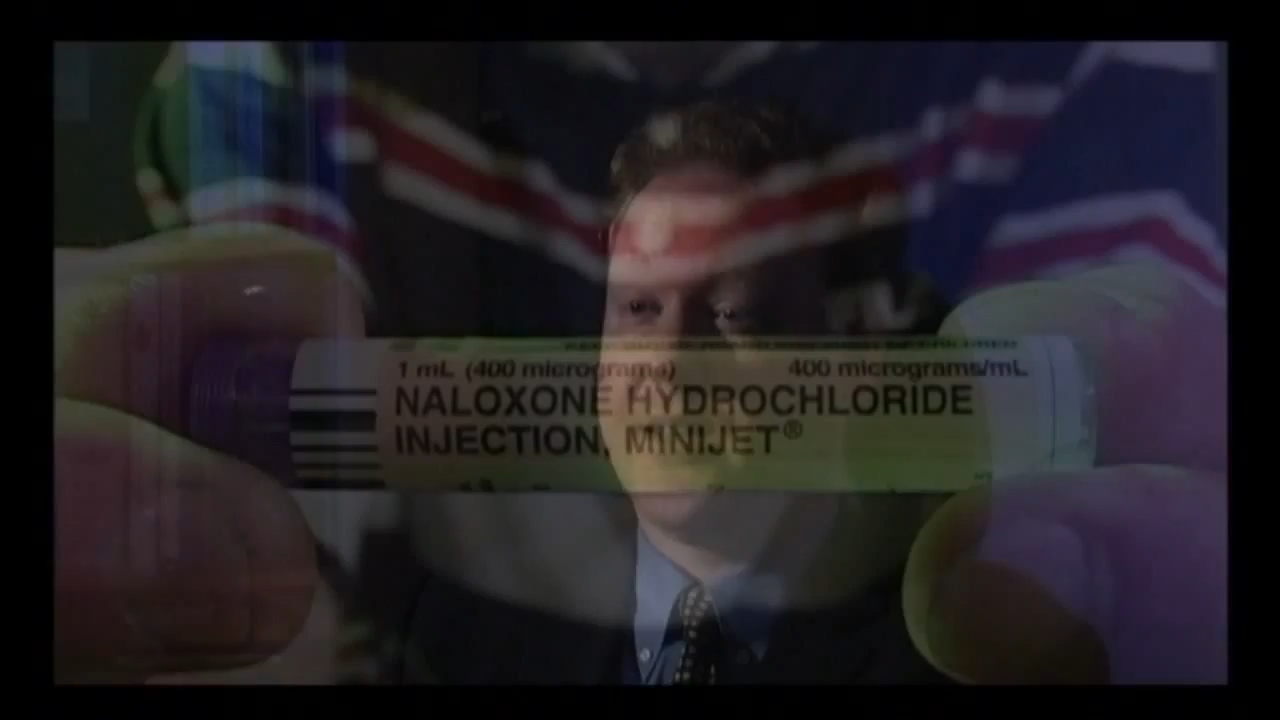 1 mL (400 micrograms) 400 micrograms/mL
NALOXONE HYDROCHLORIDE
INJECTION, MINIJET®